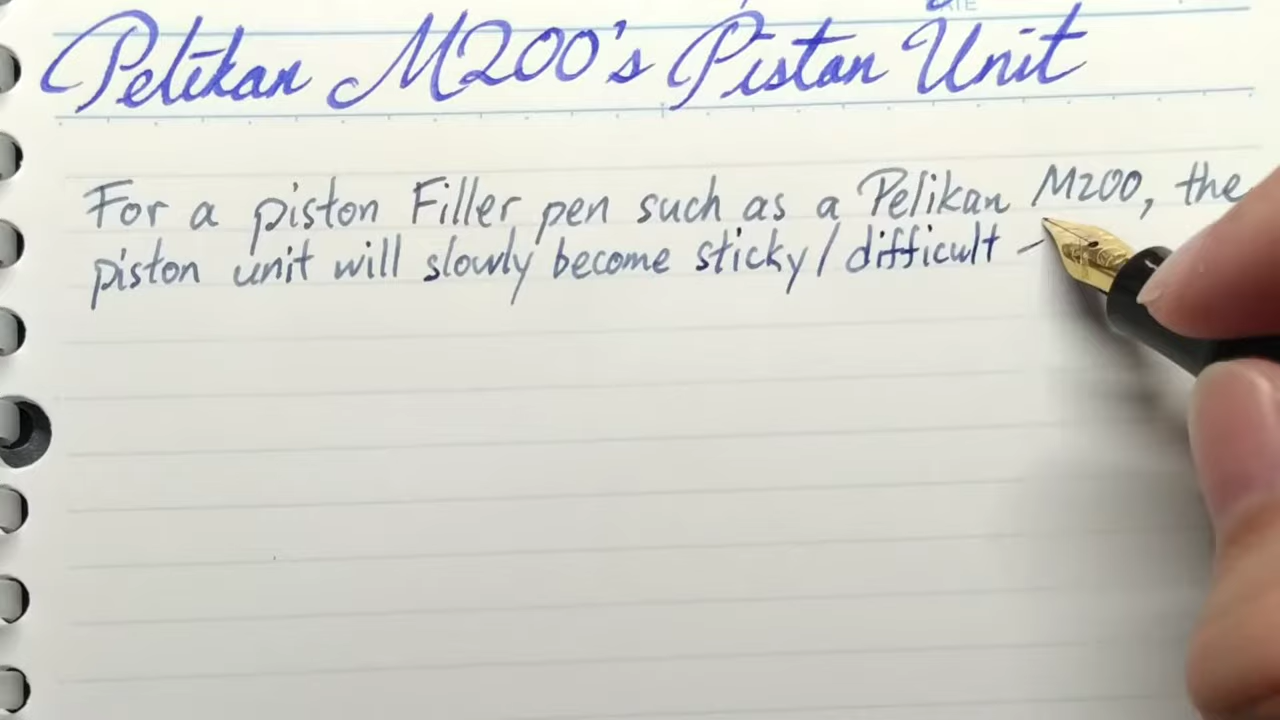 DATE
Pelikan M200's Piston Unit
For a piston Filler pen such as a Pelikan M200, the
piston unit will slowly become sticky/difficult